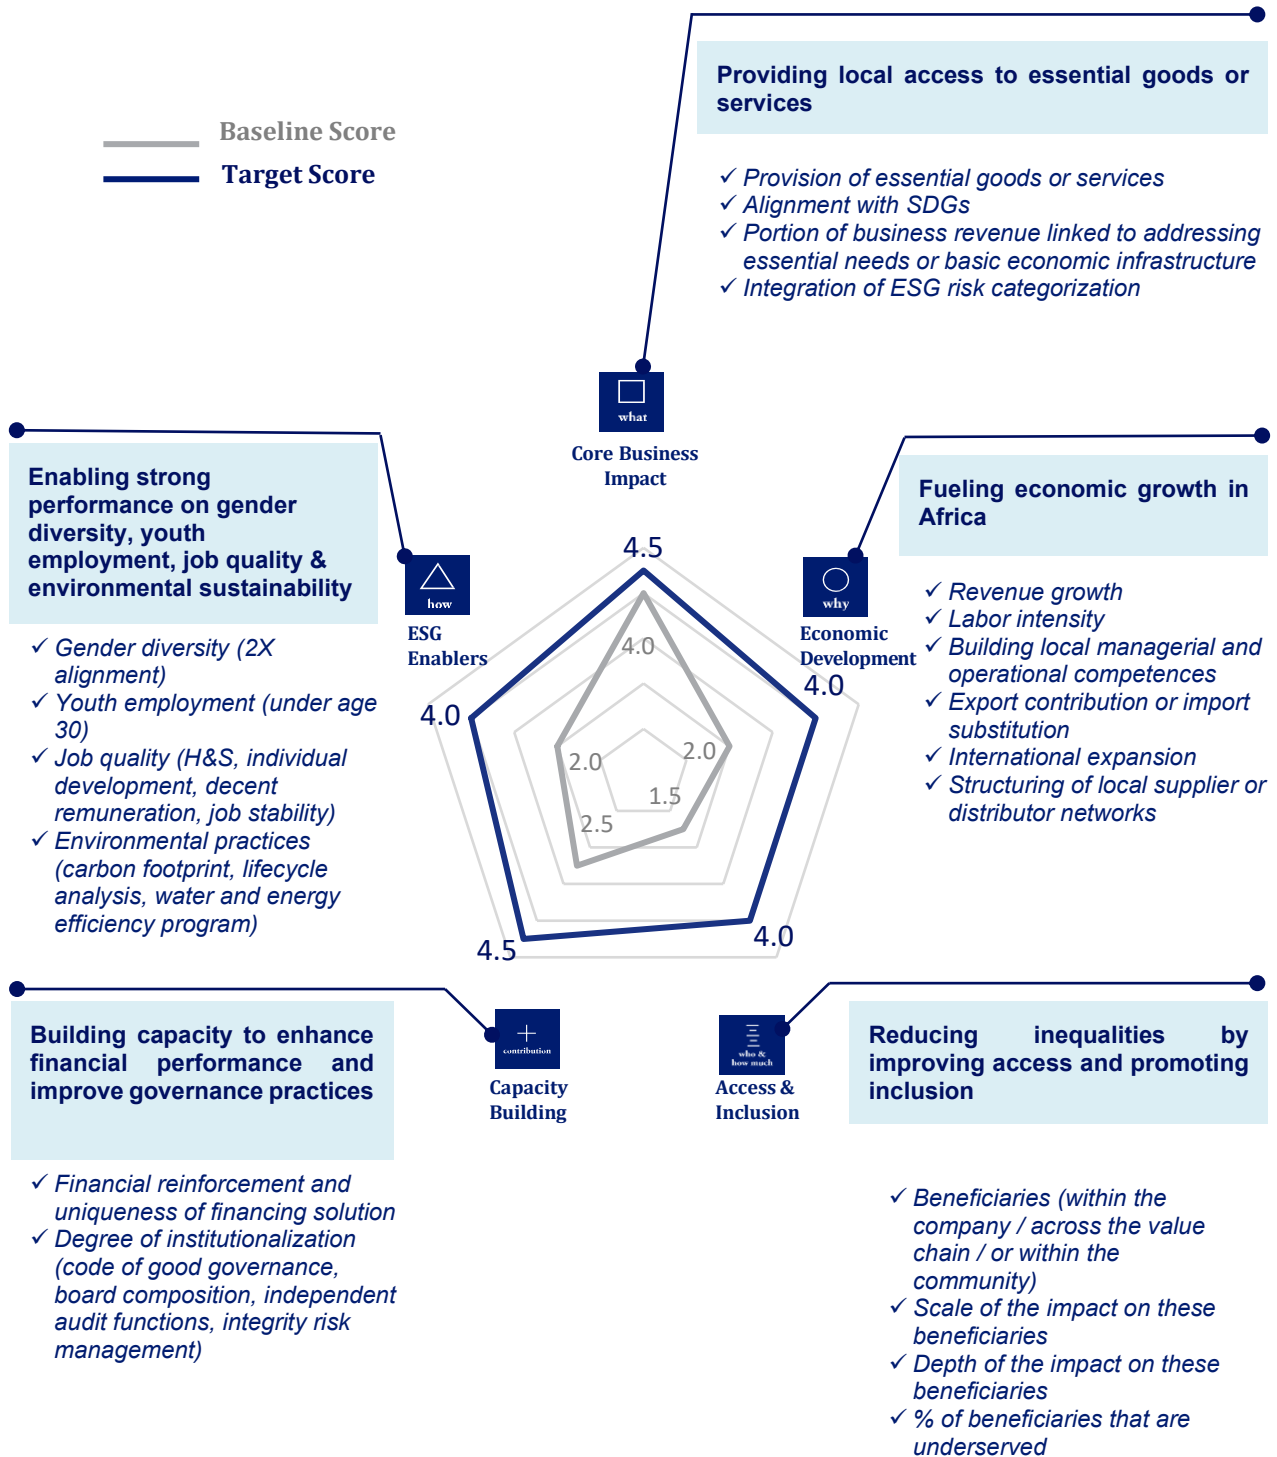 Baseline Score
Target Score
Providing local access to essential goods or
services
✓ Provision of essential goods or services
✓ Alignment with SDGs
✓ Portion of business revenue linked to addressing
essential needs or basic economic infrastructure
✓ Integration of ESG risk categorization
what
Core Business
Impact
Enabling strong
performance on gender
diversity, youth
employment, job quality &
environmental sustainability
✓ Gender diversity (2X
alignment)
✓ Youth employment (under age
30)
✓ Job quality (H&S, individual
development, decent
remuneration, job stability)
✓ Environmental practices
(carbon footprint, lifecycle
analysis, water and energy
efficiency program)
how
ESG
Enablers
4.5
4.0
4.0
2.0
2.0
1.5
2.5
4.0
4.5
4.0
why
Economic
Development
Fueling economic growth in
Africa
✓ Revenue growth
✓ Labor intensity
✓ Building local managerial and
operational competences
✓ Export contribution or import
substitution
✓ International expansion
✓ Structuring of local supplier or
distributor networks
Building capacity to enhance
financial performance and
improve governance practices
✓ Financial reinforcement and
uniqueness of financing solution
✓ Degree of institutionalization
(code of good governance,
board composition, independent
audit functions, integrity risk
management)
contribution
Capacity
Building
who &
how much
Access &
Inclusion
Reducing inequalities by
improving access and promoting
inclusion
✓ Beneficiaries (within the
company / across the value
chain / or within the
community)
✓ Scale of the impact on these
beneficiaries
✓ Depth of the impact on these
beneficiaries
✓ % of beneficiaries that are
underserved